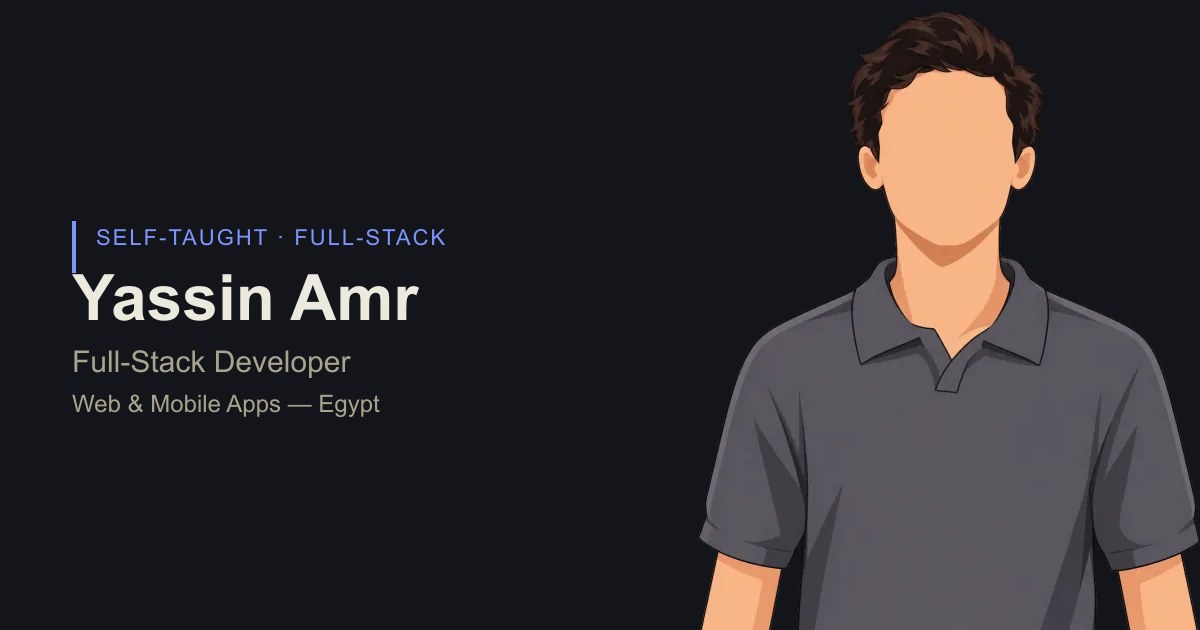 SELF-TAUGHT · FULL-STACK
Yassin Amr
Full-Stack Developer
Web & Mobile Apps — Egypt